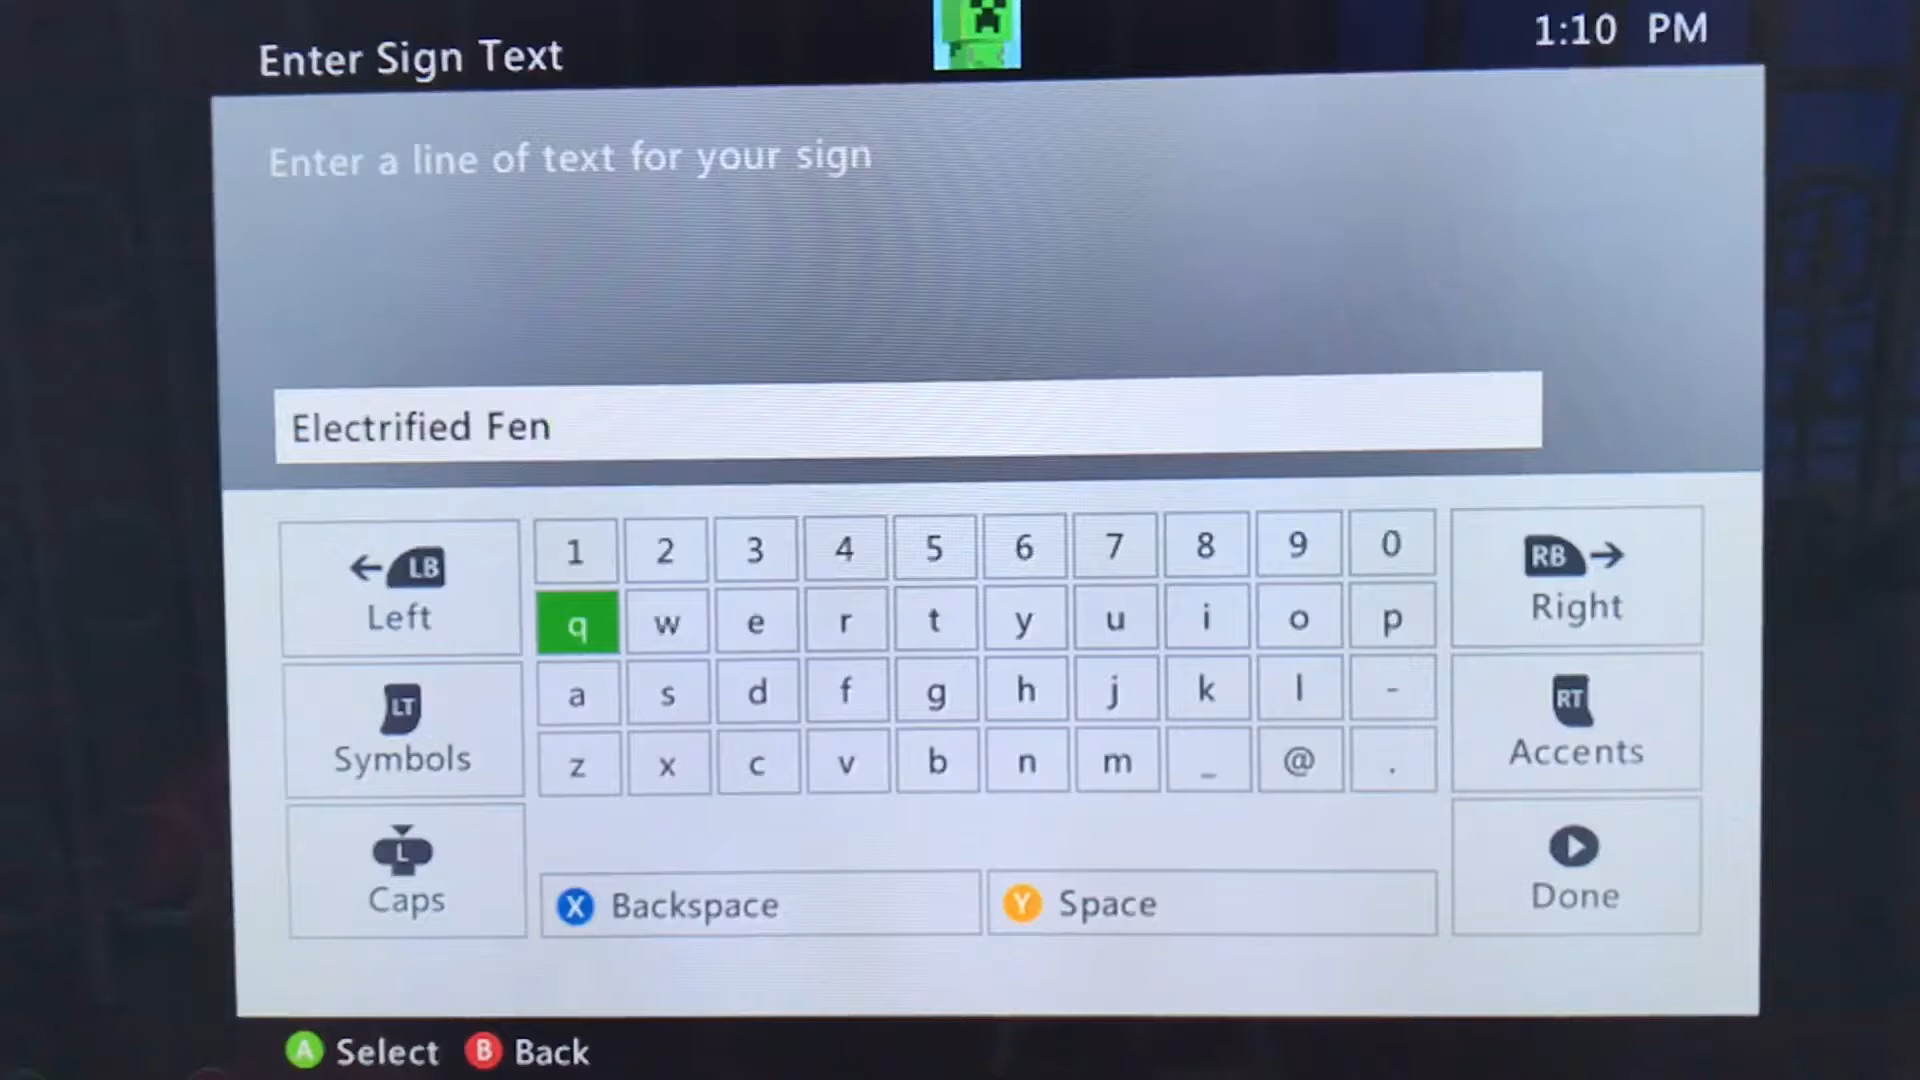 Enter Sign Text
1:10 PM
Enter a line of text for your sign
Electrified Fen
LB
Left
1 2 3 4 5 6 7 8 9 0
RB
Right
q w e r t y u i o p
LT
Symbols
a s d f g h j k l -
RT
Accents
z x c v b n m _ @ .
L
Caps
X Backspace
Y Space
Done
A Select B Back